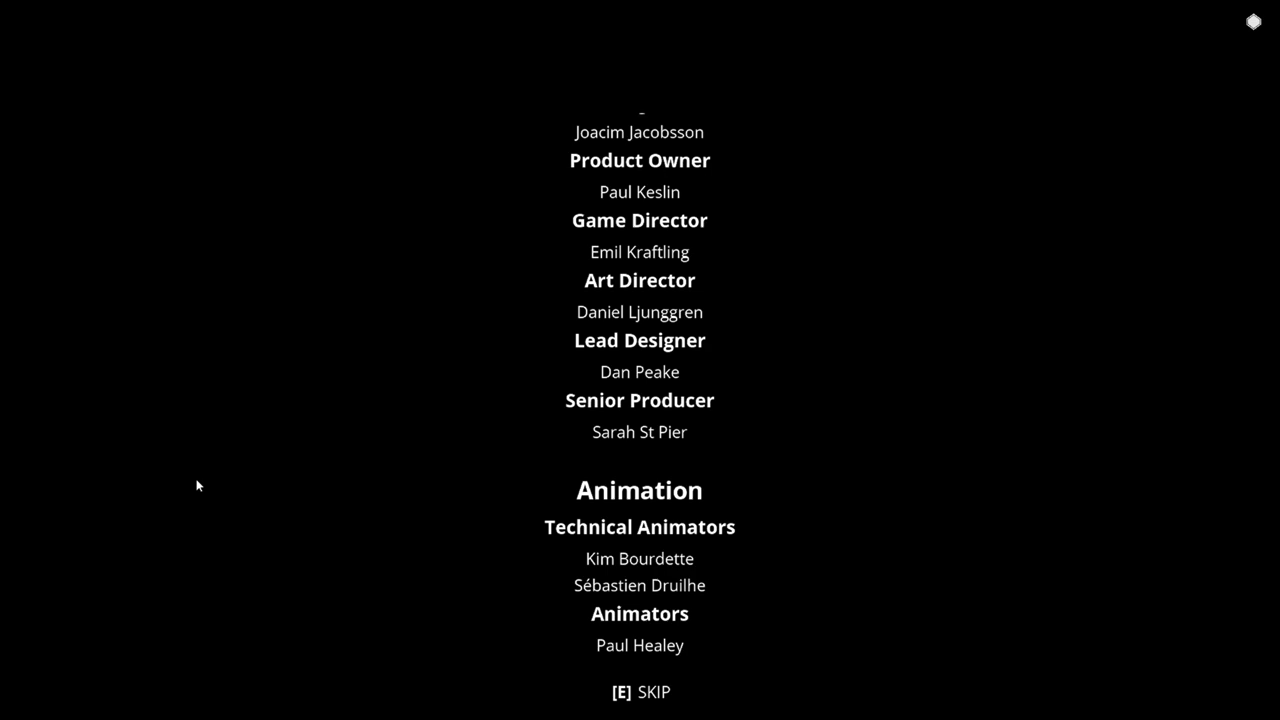 Joacim Jacobsson
Product Owner
Paul Keslin
Game Director
Emil Kraftling
Art Director
Daniel Ljunggren
Lead Designer
Dan Peake
Senior Producer
Sarah St Pier
Animation
Technical Animators
Kim Bourdette
Sébastien Druilhe
Animators
Paul Healey
[E] SKIP